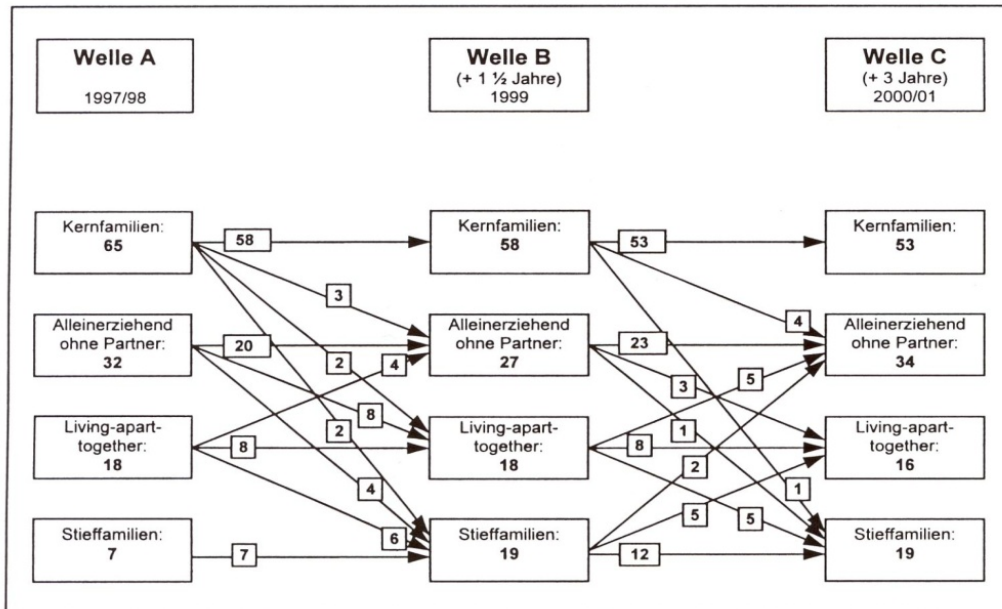 Welle A
1997/98
Welle B
(+ 1 ½ Jahre)
1999
Welle C
(+ 3 Jahre)
2000/01
Kernfamilien:
65
58
Kernfamilien:
58
53
Kernfamilien:
53
3
4
Alleinerziehend
ohne Partner:
32
20
2
4
Alleinerziehend
ohne Partner:
27
23
3
5
Alleinerziehend
ohne Partner:
34
8
1
Living-apart-
together:
18
8
2
Living-apart-
together:
18
8
2
Living-apart-
together:
16
4
6
1
5
5
Stieffamilien:
7
7
Stieffamilien:
19
12
Stieffamilien:
19